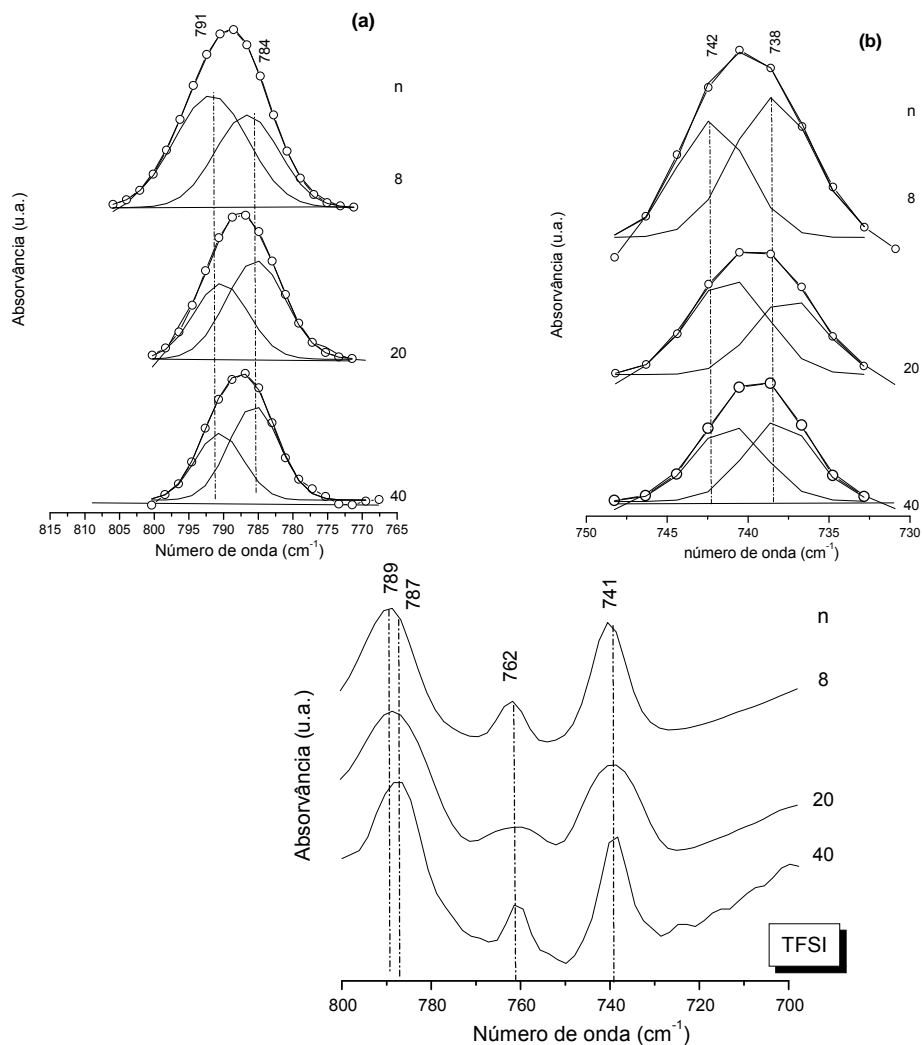 (a)
791
784
n
8
20
40
Absorvância (u.a.)
815 810 805 800 795 790 785 780 775 770 765
Número de onda (cm⁻¹)
(b)
742
738
n
8
20
40
Absorvância (u.a.)
750 745 740 735 730
número de onda (cm⁻¹)
789
787
762
741
n
8
20
40
TFSI
Absorvância (u.a.)
800 780 760 740 720 700
Número de onda (cm⁻¹)